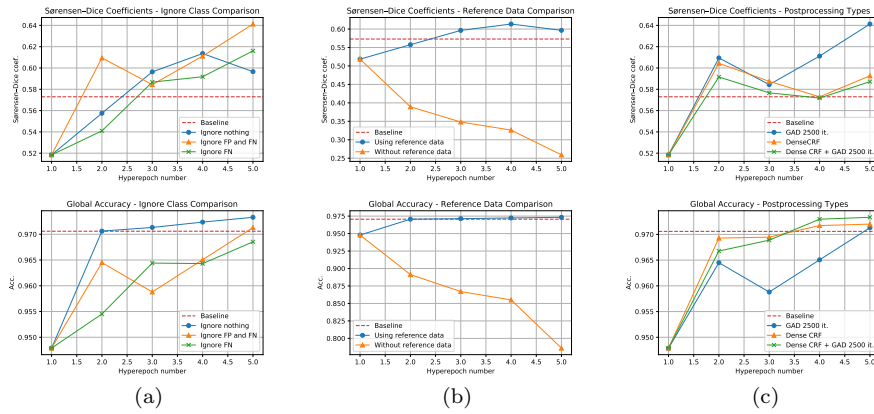 Sørensen–Dice Coefficients - Ignore Class Comparison
Sørensen–Dice coef.
0.64
0.62
0.60
0.58
0.56
0.54
0.52
Baseline
Ignore nothing
Ignore FP and FN
Ignore FN
1.0 1.5 2.0 2.5 3.0 3.5 4.0 4.5 5.0
Hyperepoch number
Sørensen–Dice Coefficients - Reference Data Comparison
Sørensen–Dice coef.
0.60
0.55
0.50
0.45
0.40
0.35
0.30
0.25
Baseline
Using reference data
Without reference data
1.0 1.5 2.0 2.5 3.0 3.5 4.0 4.5 5.0
Hyperepoch number
Sørensen–Dice Coefficients - Postprocessing Types
Sørensen–Dice coef.
0.64
0.62
0.60
0.58
0.56
0.54
0.52
Baseline
GAD 2500 it.
DenseCRF
Dense CRF + GAD 2500 it.
1.0 1.5 2.0 2.5 3.0 3.5 4.0 4.5 5.0
Hyperepoch number
Global Accuracy - Ignore Class Comparison
Acc.
0.970
0.965
0.960
0.955
0.950
Baseline
Ignore nothing
Ignore FP and FN
Ignore FN
1.0 1.5 2.0 2.5 3.0 3.5 4.0 4.5 5.0
Hyperepoch number
Global Accuracy - Reference Data Comparison
Acc.
0.975
0.950
0.925
0.900
0.875
0.850
0.825
0.800
Baseline
Using reference data
Without reference data
1.0 1.5 2.0 2.5 3.0 3.5 4.0 4.5 5.0
Hyperepoch number
Global Accuracy - Postprocessing Types
Acc.
0.970
0.965
0.960
0.955
0.950
Baseline
GAD 2500 it.
Dense CRF
Dense CRF + GAD 2500 it.
1.0 1.5 2.0 2.5 3.0 3.5 4.0 4.5 5.0
Hyperepoch number
(a)
(b)
(c)